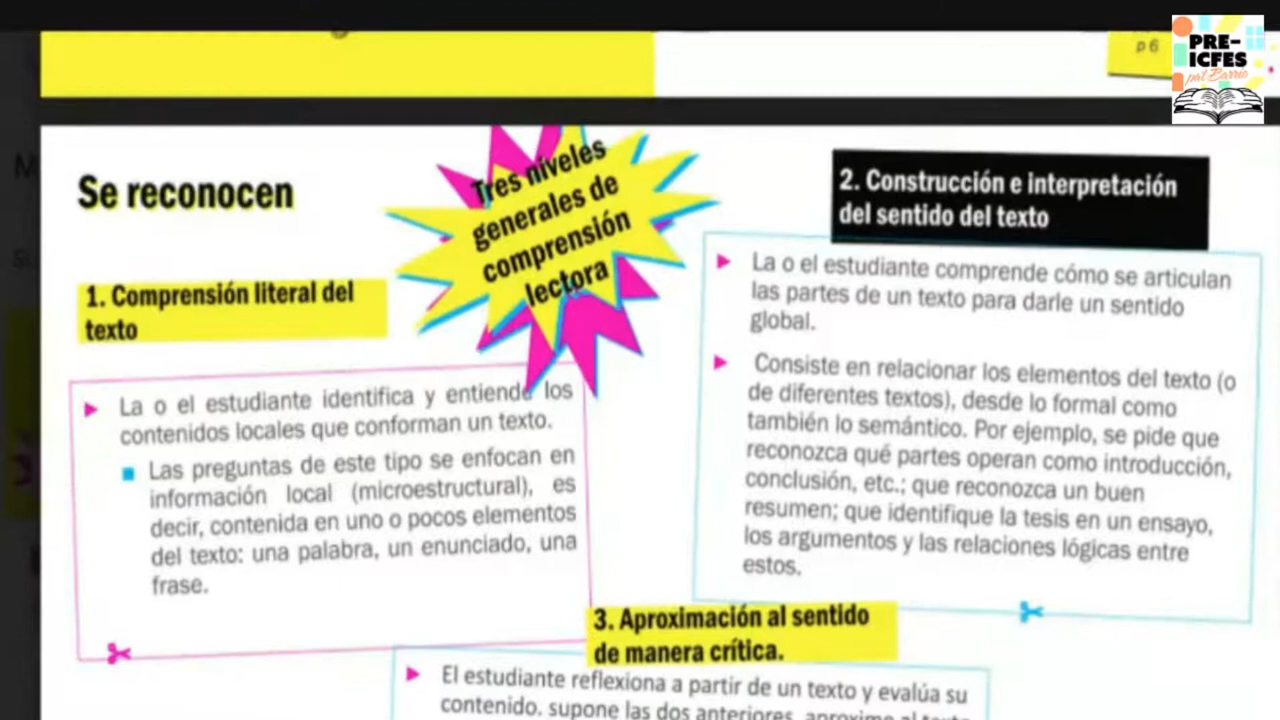 p 6
PRE-
ICFES
pal Barrio
Se reconocen
Tres niveles
generales de
comprensión
lectora
1. Comprensión literal del
texto
La o el estudiante identifica y entiende los
contenidos locales que conforman un texto.
Las preguntas de este tipo se enfocan en
información local (microestructural), es
decir, contenida en uno o pocos elementos
del texto: una palabra, un enunciado, una
frase.
2. Construcción e interpretación
del sentido del texto
La o el estudiante comprende cómo se articulan
las partes de un texto para darle un sentido
global.
Consiste en relacionar los elementos del texto (o
de diferentes textos), desde lo formal como
también lo semántico. Por ejemplo, se pide que
reconozca qué partes operan como introducción,
conclusión, etc.; que reconozca un buen
resumen; que identifique la tesis en un ensayo,
los argumentos y las relaciones lógicas entre
estos.
3. Aproximación al sentido
de manera crítica.
El estudiante reflexiona a partir de un texto y evalúa su
contenido. supone las dos anteriores, aproxime al texto